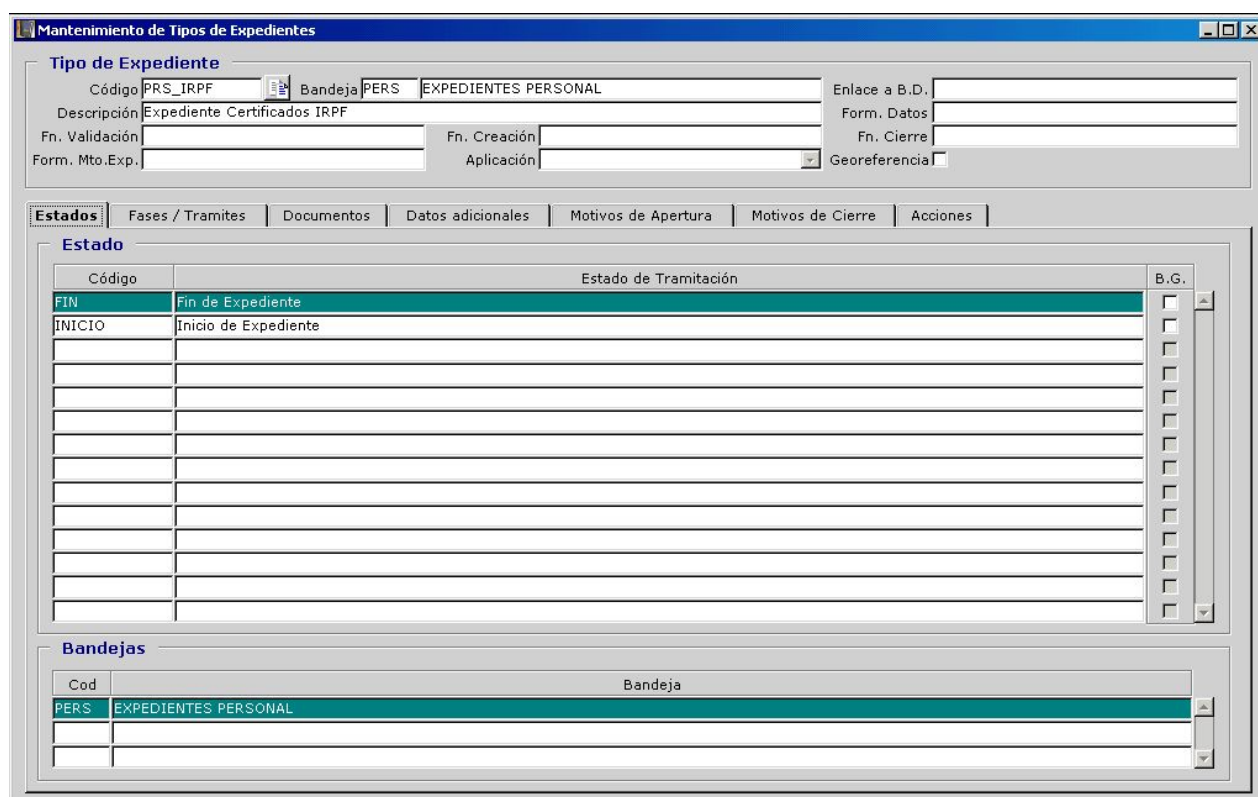 Mantenimiento de Tipos de Expedientes
Tipo de Expediente
Código PRS_IRPF Bandeja PERS EXPEDIENTES PERSONAL Enlace a B.D.
Descripción Expediente Certificados IRPF Form. Datos
Fn. Validación Fn. Creación Fn. Cierre
Form. Mto.Exp. Aplicación Georeferencia
Estados Fases / Tramites Documentos Datos adicionales Motivos de Apertura Motivos de Cierre Acciones
Estado
Código Estado de Tramitación B.G.
FIN Fin de Expediente
INICIO Inicio de Expediente
Bandejas
Cod Bandeja
PERS EXPEDIENTES PERSONAL